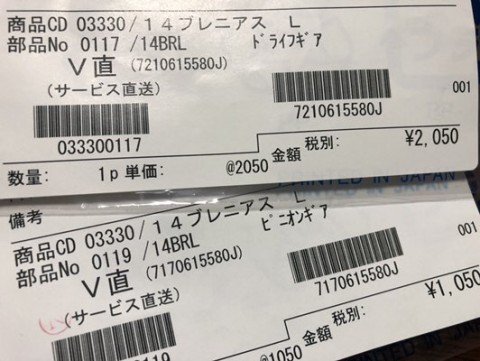 商品CD 03330/14ブレニアス L
部品No 0117 /14BRL ドライブギア
V直 (7210615580J)
(サービス直送)
7210615580J
001
033300117
税別: ¥2,050
金額
数量: 1p 単価: @2050
PRINTED IN JAPAN
備考
商品CD 03330/14ブレニアス L
部品No 0119 /14BRL ピニオンギア
V直 (7170615580J)
(サービス直送)
7170615580J
001
税別: ¥1,050
金額
@1050